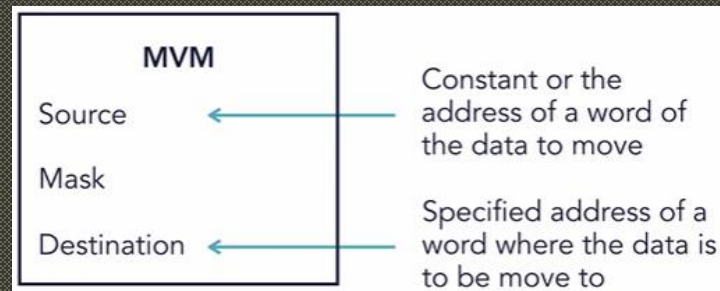 MVM
Source
Mask
Destination
Constant or the
address of a word of
the data to move
Specified address of a
word where the data is
to be move to